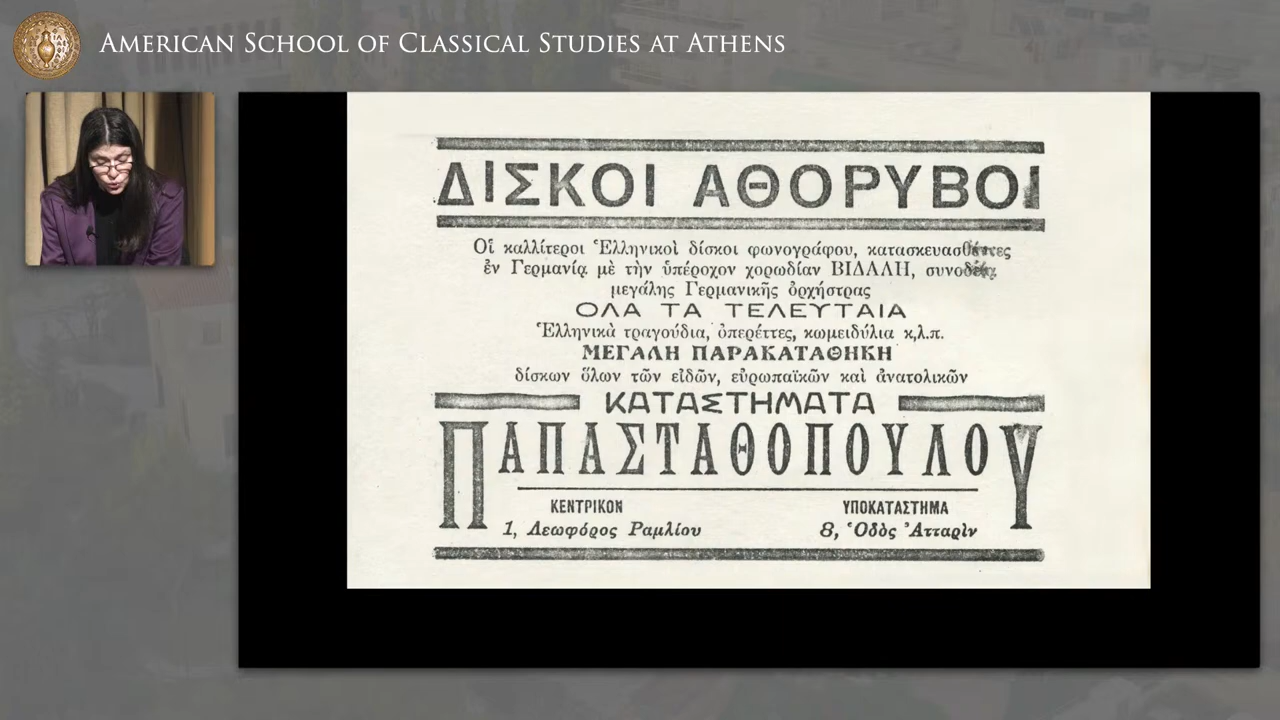 AMERICAN SCHOOL OF CLASSICAL STUDIES AT ATHENS
ΔΙΣΚΟΙ ΑΘΟΡΥΒΟΙ
Οἱ καλλίτεροι Ἑλληνικοὶ δίσκοι φωνογράφου, κατασκευασθέντες
ἐν Γερμανίᾳ μὲ τὴν ὑπέροχον χορωδίαν ΒΙΔΑΛΗ, συνοδείᾳ
μεγάλης Γερμανικῆς ὀρχήστρας
ΟΛΑ ΤΑ ΤΕΛΕΥΤΑΙΑ
Ἑλληνικὰ τραγούδια, ὀπερέττες, κωμειδύλια κ,λ.π.
ΜΕΓΑΛΗ ΠΑΡΑΚΑΤΑΘΗΚΗ
δίσκων ὅλων τῶν εἰδῶν, εὐρωπαϊκῶν καὶ ἀνατολικῶν
ΚΑΤΑΣΤΗΜΑΤΑ
ΠΑΠΑΣΤΑΘΟΠΟΥΛΟΥ
ΚΕΝΤΡΙΚΟΝ ΥΠΟΚΑΤΑΣΤΗΜΑ
1, Λεωφόρος Ραμλίου 8, Ὁδὸς Ἀτταρὶν